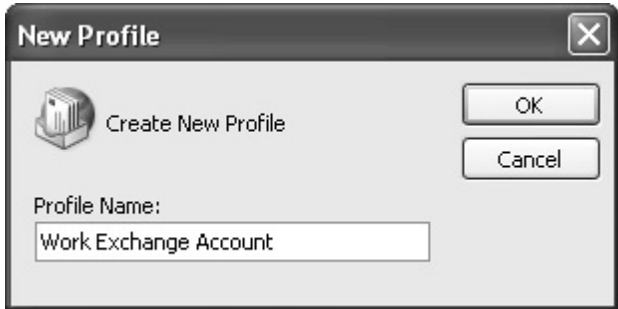 New Profile
Create New Profile
OK
Cancel
Profile Name:
Work Exchange Account